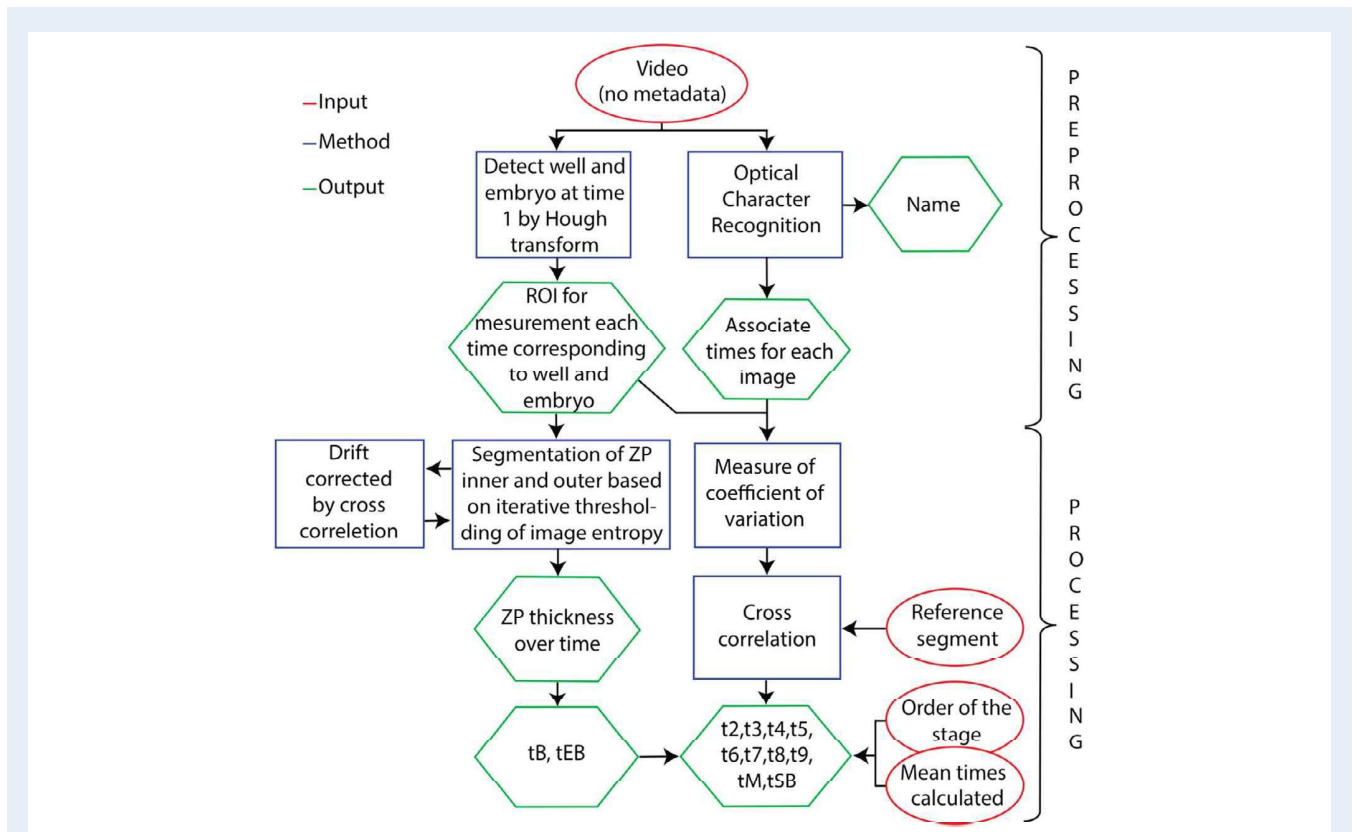 Video
(no metadata)
–Input
–Method
–Output
Detect well and
embryo at time
1 by Hough
transform
Optical
Character
Recognition
Name
ROI for
mesurement each
time corresponding
to well and
embryo
Associate
times for each
image
PREPROCESSING
Drift
corrected
by cross
correletion
Segmentation of ZP
inner and outer based
on iterative threshol-
ding of image entropy
Measure of
coefficient of
variation
ZP thickness
over time
Cross
correlation
Reference
segment
tB, tEB
t2,t3,t4,t5,
t6,t7,t8,t9,
tM,tSB
Order of the
stage
Mean times
calculated
PROCESSING